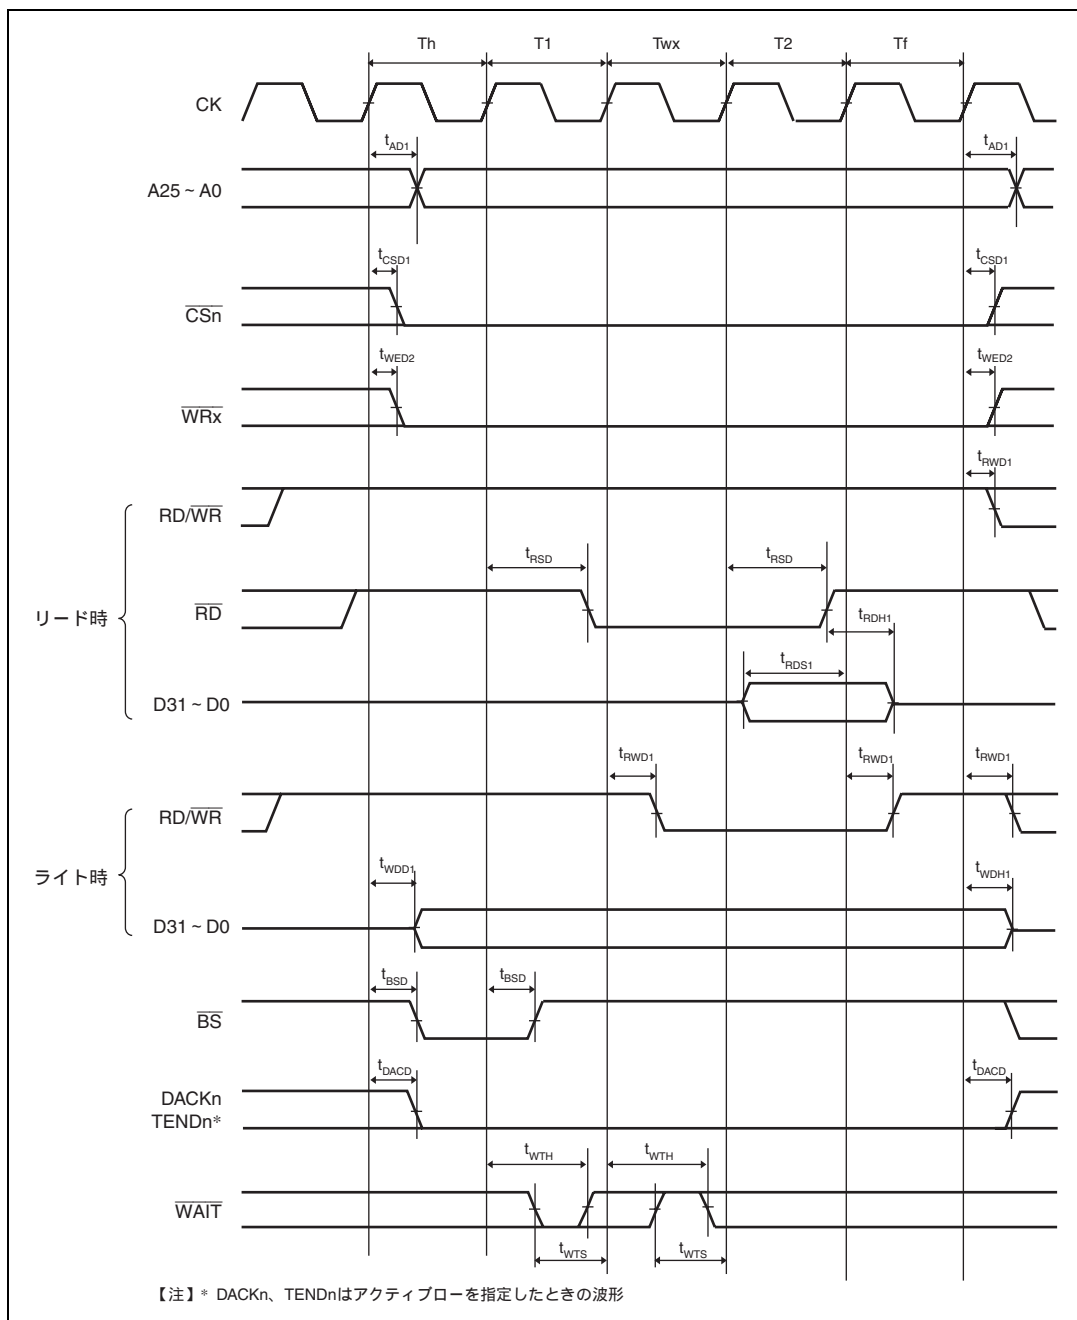 Th T1 Twx T2 Tf
CK
tAD1 tAD1
A25 ~ A0
tCSD1 tCSD1
CSn
tWED2 tWED2
WRx
tRWD1
RD/WR
tRSD tRSD
リード時
RD
tRDH1
tRDS1
D31 ~ D0
tRWD1 tRWD1 tRWD1
RD/WR
ライト時
tWDD1 tWDH1
D31 ~ D0
tBSD tBSD
BS
tDACD tDACD
DACKn
TENDn*
tWTH tWTH
WAIT
tWTS tWTS
【注】* DACKn、TENDnはアクティブローを指定したときの波形